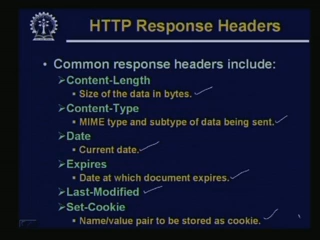 HTTP Response Headers
• Common response headers include:
➢Content-Length
▪ Size of the data in bytes.
➢Content-Type
▪ MIME type and subtype of data being sent.
➢Date
▪ Current date.
➢Expires
▪ Date at which document expires.
➢Last-Modified
➢Set-Cookie
▪ Name/value pair to be stored as cookie.